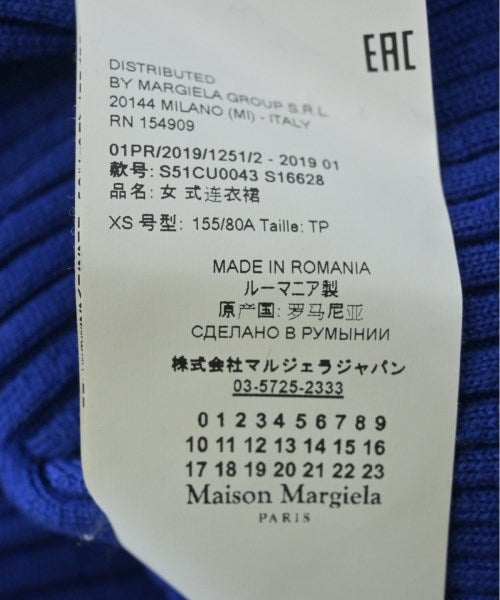 EAC
DISTRIBUTED
BY MARGIELA GROUP S.R.L
20144 MILANO (MI) - ITALY
RN 154909
01PR/2019/1251/2 - 2019 01
款号: S51CU0043 S16628
品名: 女 式连衣裙
XS 号型: 155/80A Taille: TP
MADE IN ROMANIA
ルーマニア製
原产国: 罗马尼亚
СДЕЛАНО В РУМЫНИИ
株式会社マルジェラジャパン
03-5725-2333
0 1 2 3 4 5 6 7 8 9
10 11 12 13 14 15 16
17 18 19 20 21 22 23
Maison Margiela
PARIS